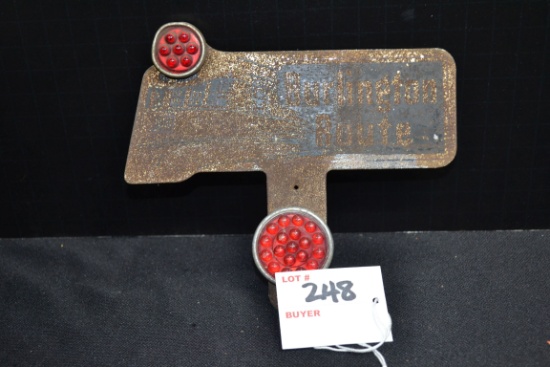 Burlington
Route
LOT #
248
BUYER